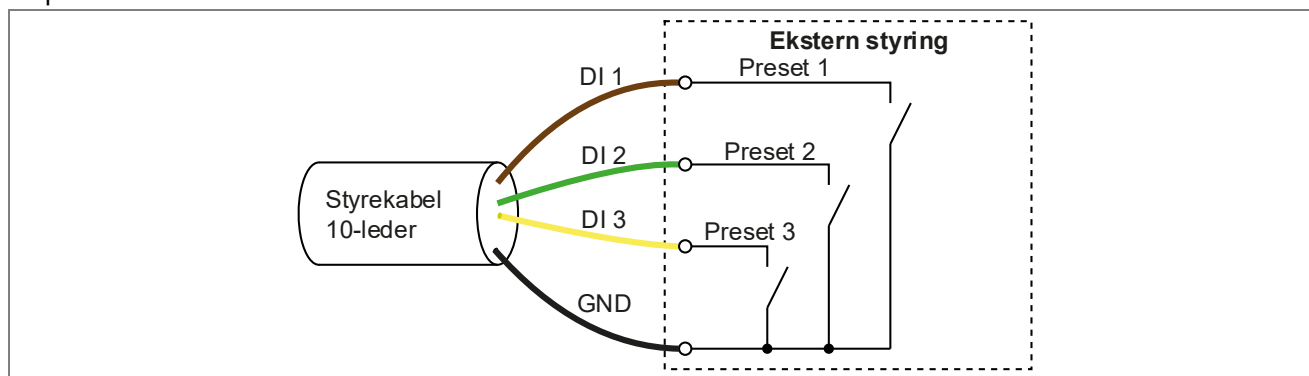 Ekstern styring
DI 1
Preset 1
DI 2
Preset 2
Styrekabel
10-leder
DI 3
Preset 3
GND